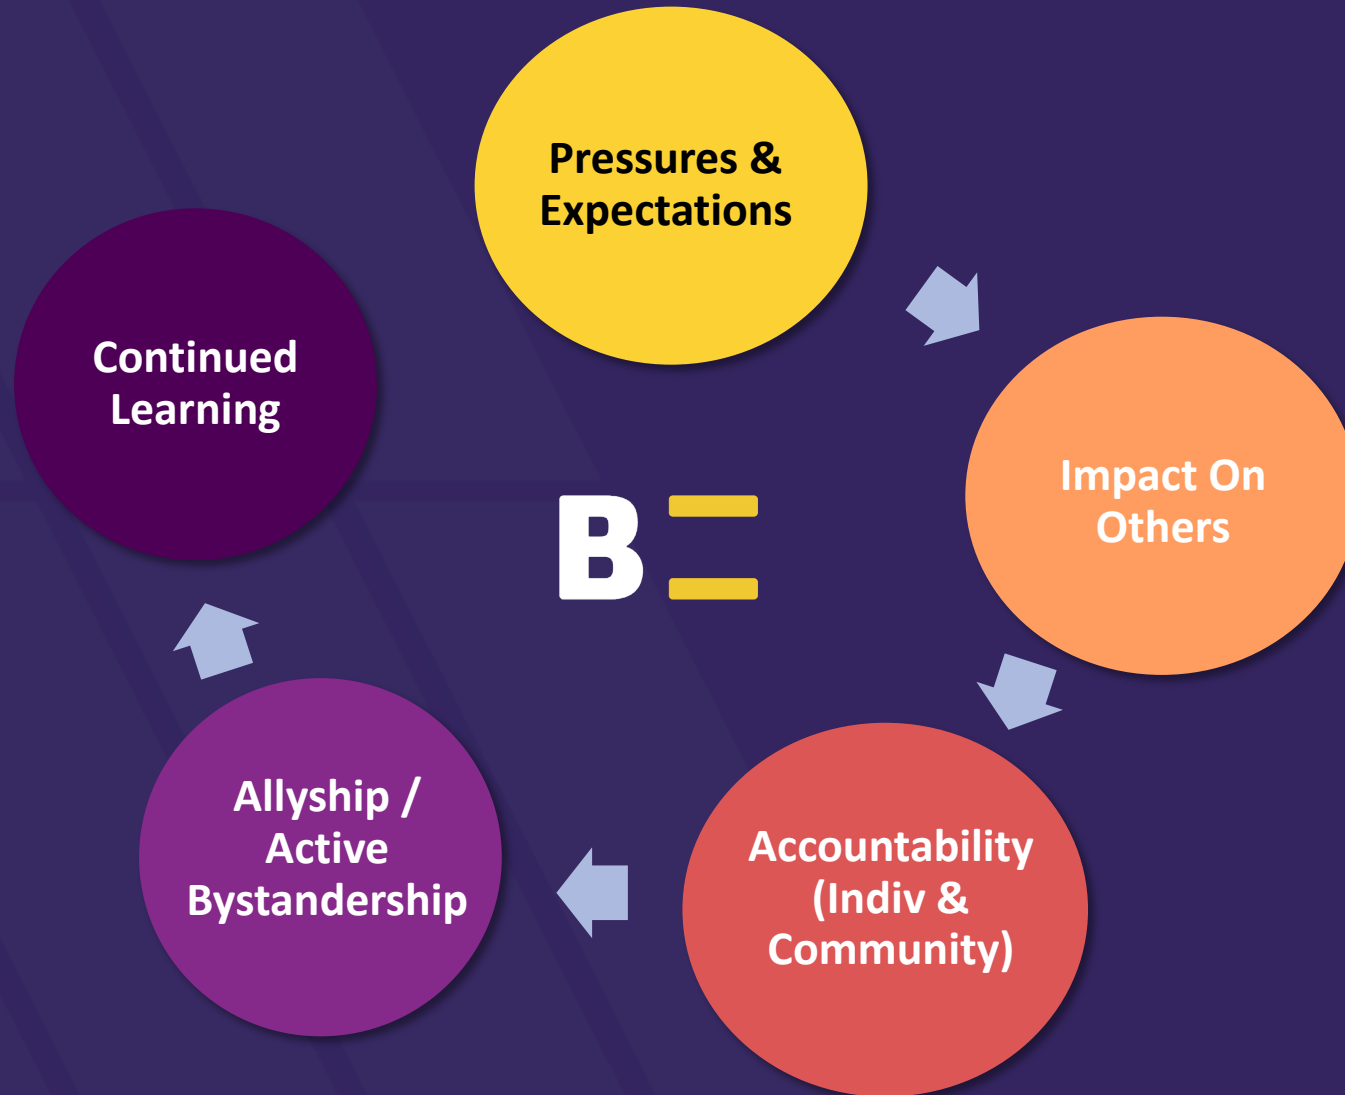 Pressures &
Expectations
Impact On
Others
Accountability
(Indiv &
Community)
Allyship /
Active
Bystandership
Continued
Learning
B=